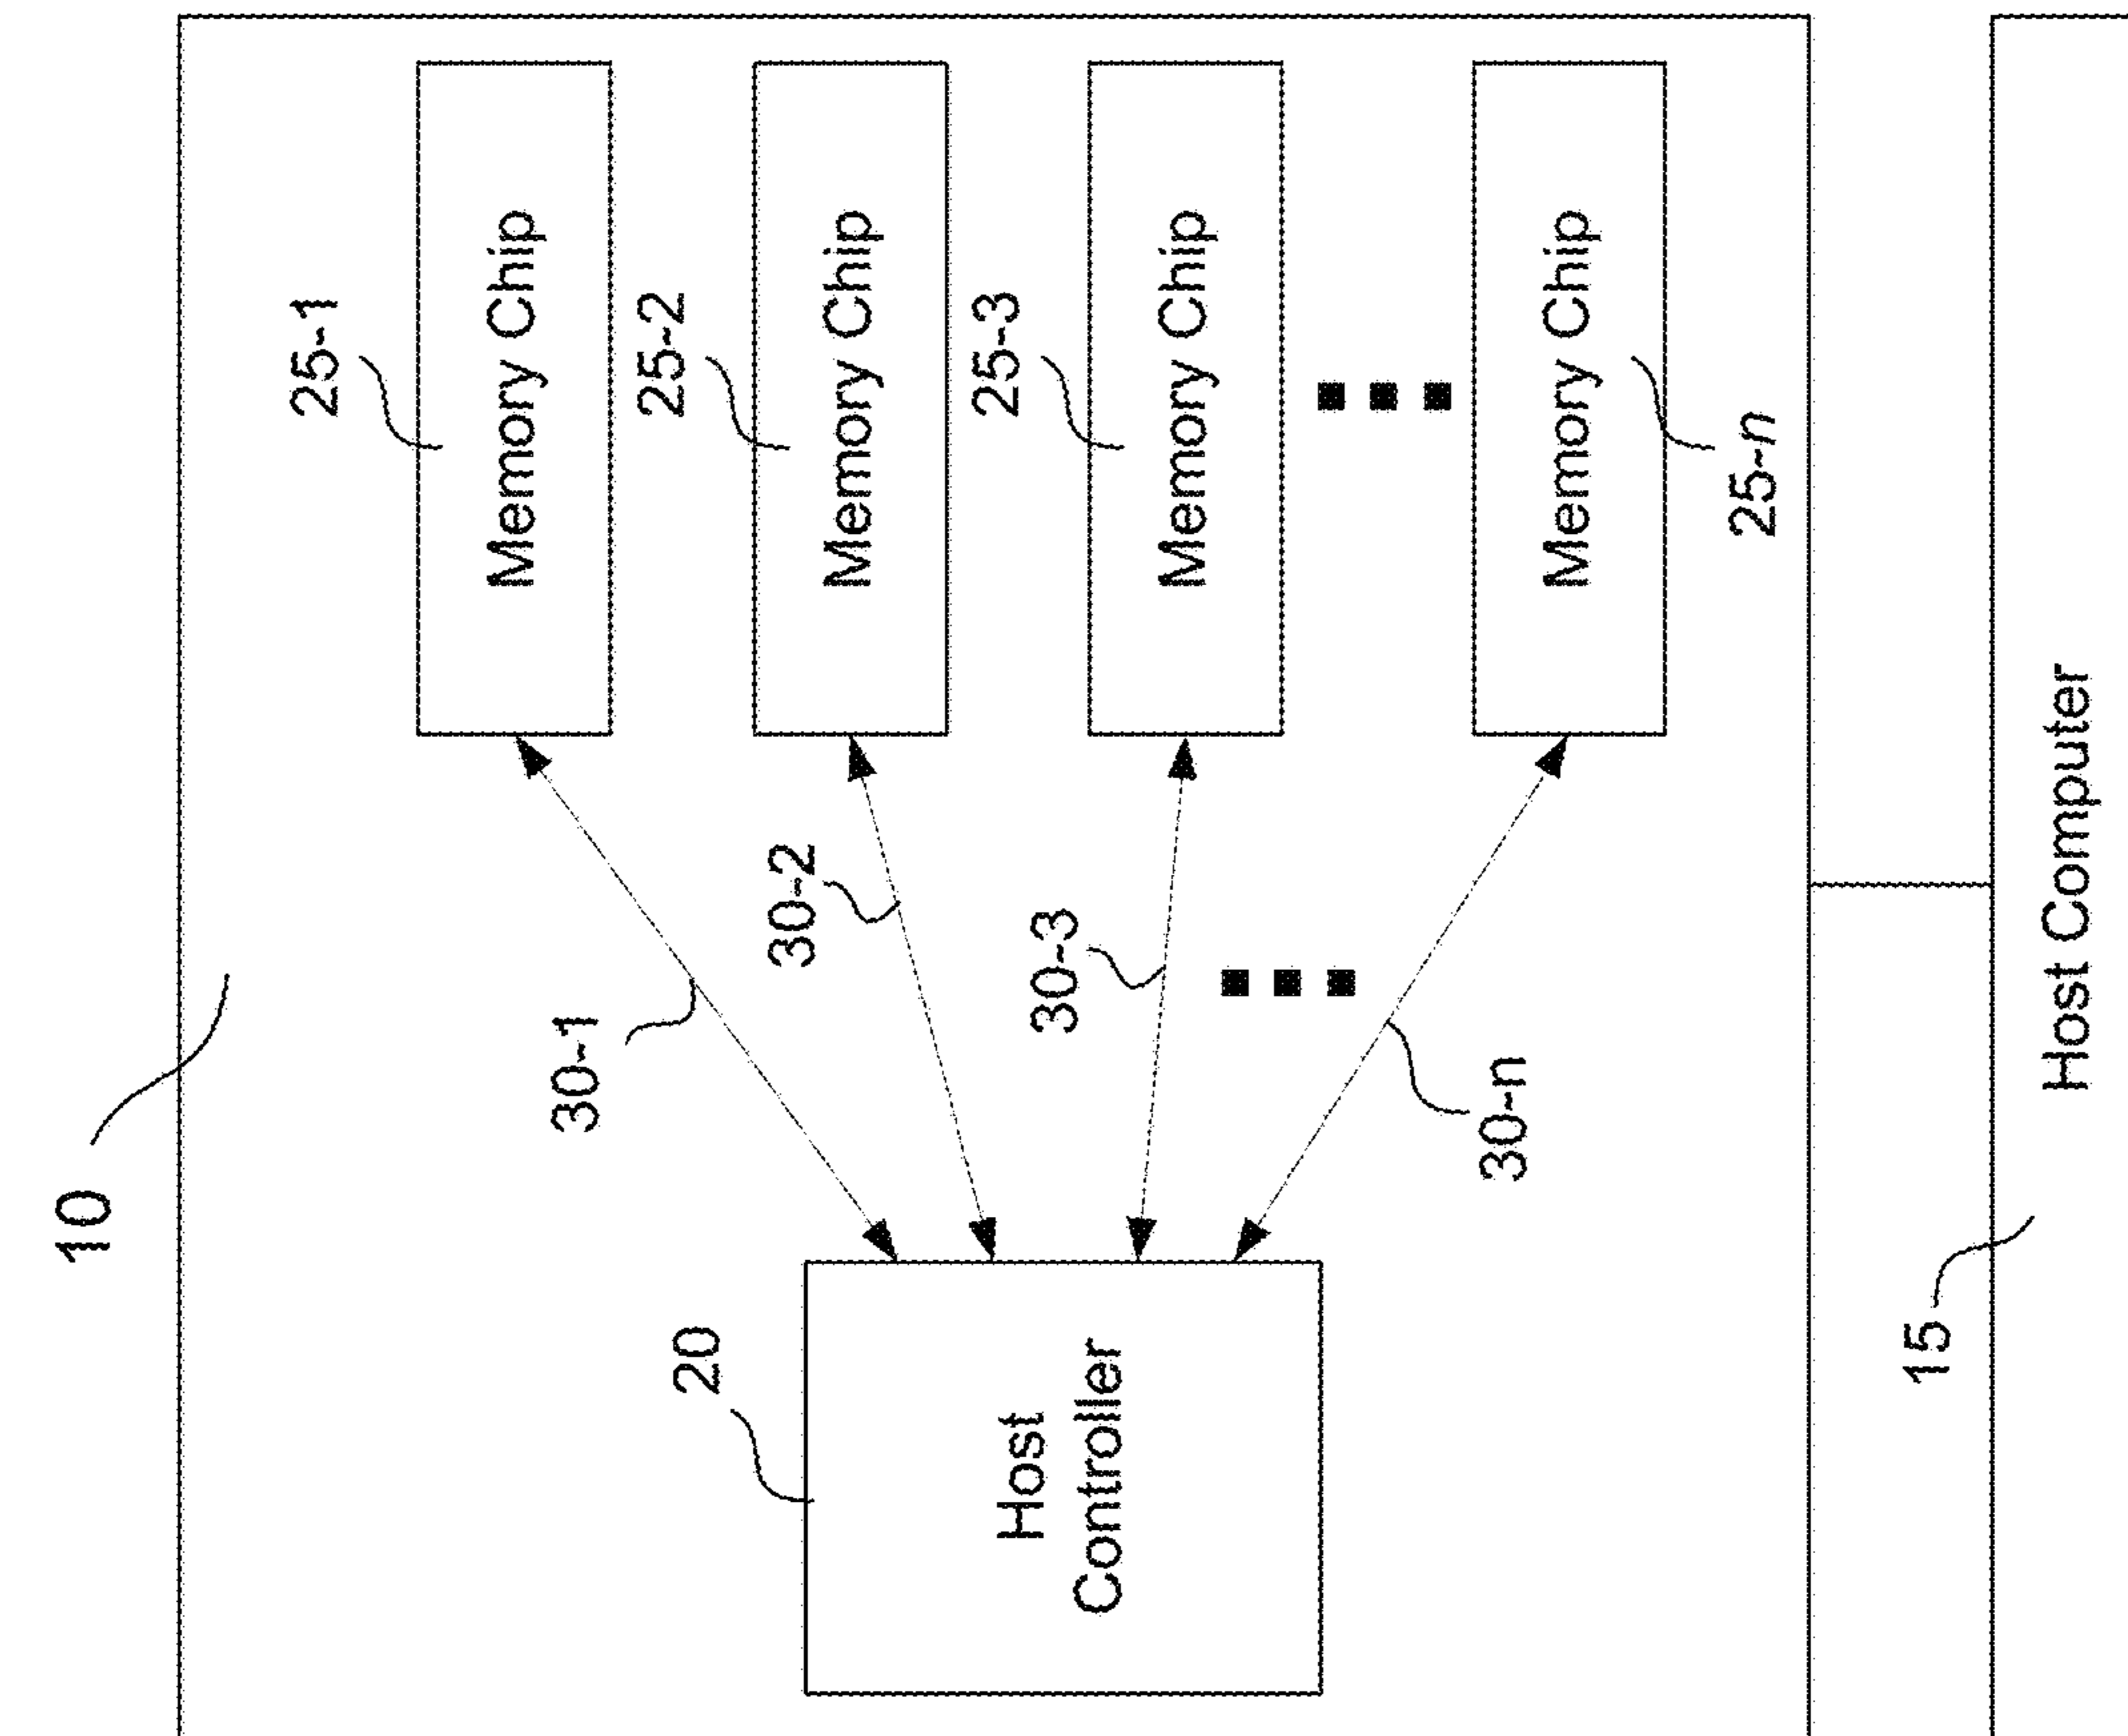 10
20
Host
Controller
30-1
30-2
30-3
30-n
25-1
Memory Chip
25-2
Memory Chip
25-3
Memory Chip
25-n
Memory Chip
15
Host Computer